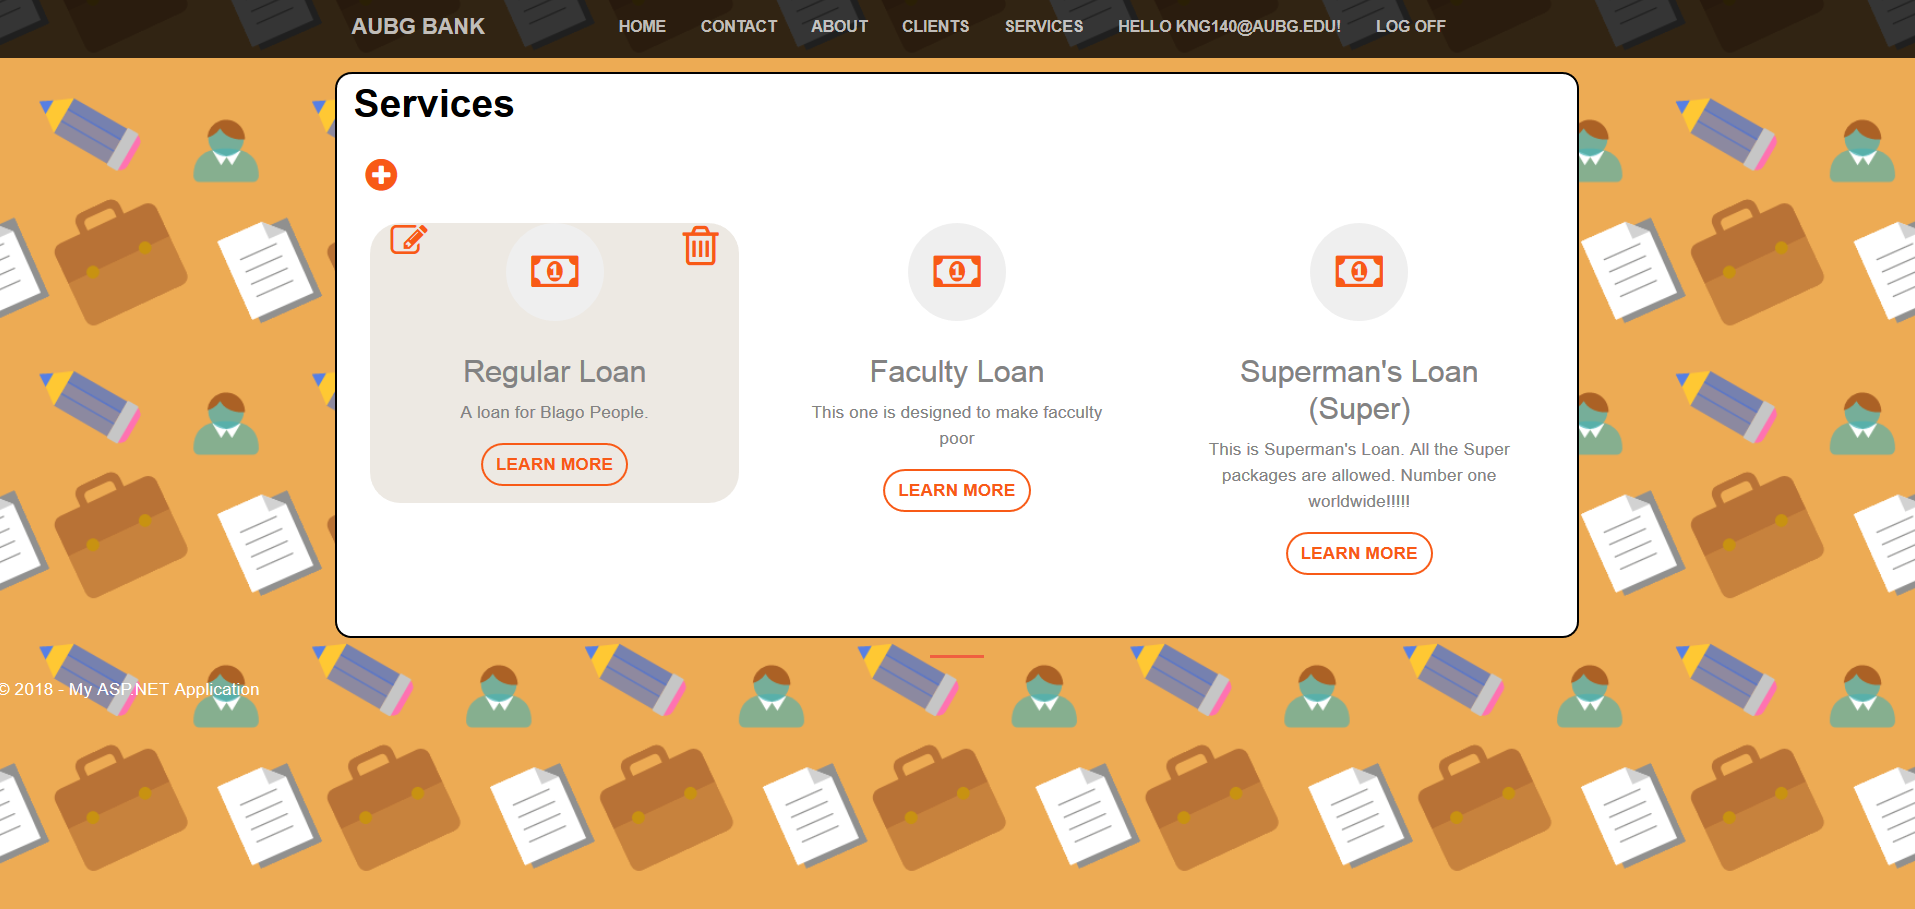 AUBG BANK HOME CONTACT ABOUT CLIENTS SERVICES HELLO KNG140@AUBG.EDU! LOG OFF
Services
Regular Loan
A loan for Blago People.
LEARN MORE
Faculty Loan
This one is designed to make facculty
poor
LEARN MORE
Superman's Loan
(Super)
This is Superman's Loan. All the Super
packages are allowed. Number one
worldwide!!!!!
LEARN MORE
© 2018 - My ASP.NET Application